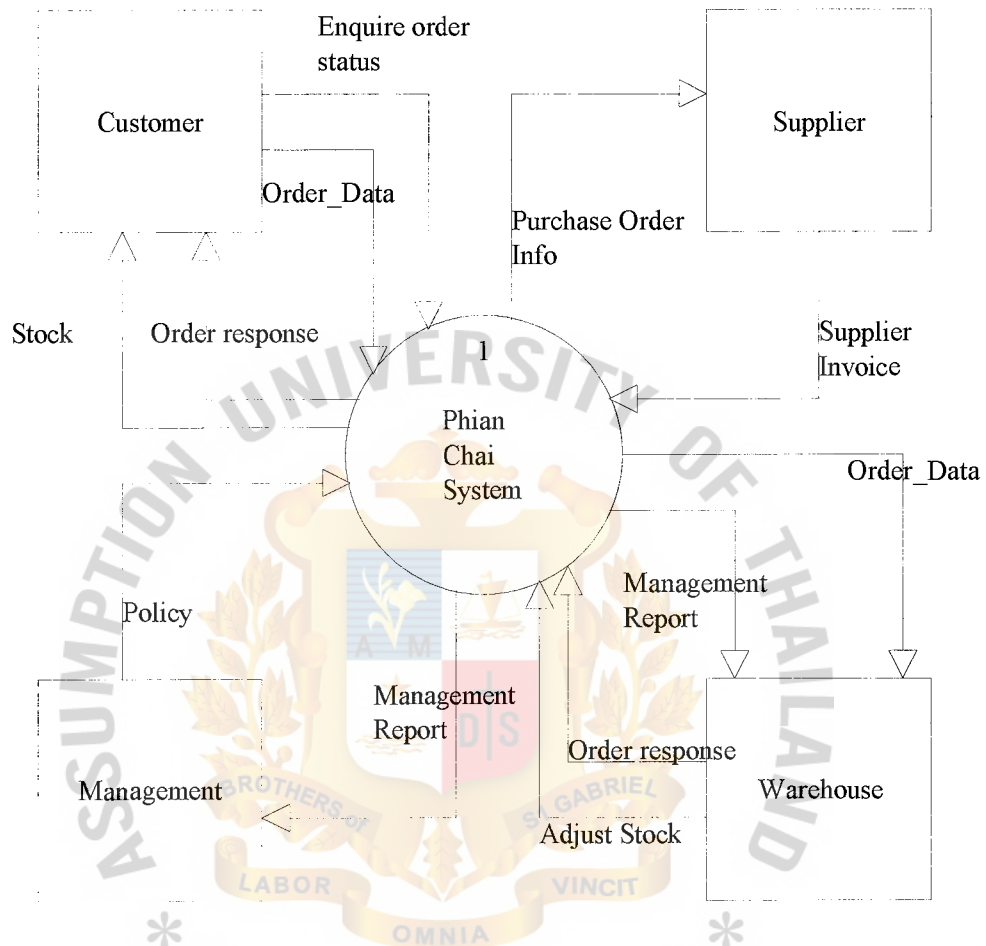 Enquire order
status
Customer
Supplier
Order_Data
Purchase Order
Info
Stock
Order response
Supplier
Invoice
1
Phian
Chai
System
Order_Data
Management
Report
Policy
Management
Report
Order response
Management
Warehouse
Adjust Stock
ASSUMPTION UNIVERSITY OF THAILAND
A M
D S
BROTHERS of
St GABRIEL
LABOR
VINCIT
OMNIA
* *